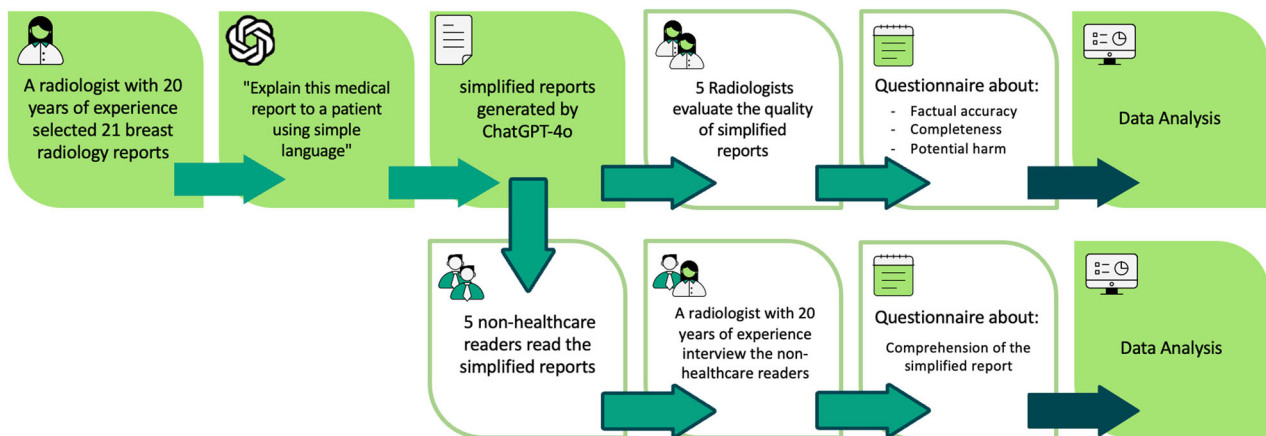 A radiologist with 20
years of experience
selected 21 breast
radiology reports
"Explain this medical
report to a patient
using simple
language"
simplified reports
generated by
ChatGPT-4o
5 Radiologists
evaluate the quality
of simplified
reports
Questionnaire about:
- Factual accuracy
- Completeness
- Potential harm
Data Analysis
5 non-healthcare
readers read the
simplified reports
A radiologist with 20
years of experience
interview the non-
healthcare readers
Questionnaire about:
Comprehension of the
simplified report
Data Analysis